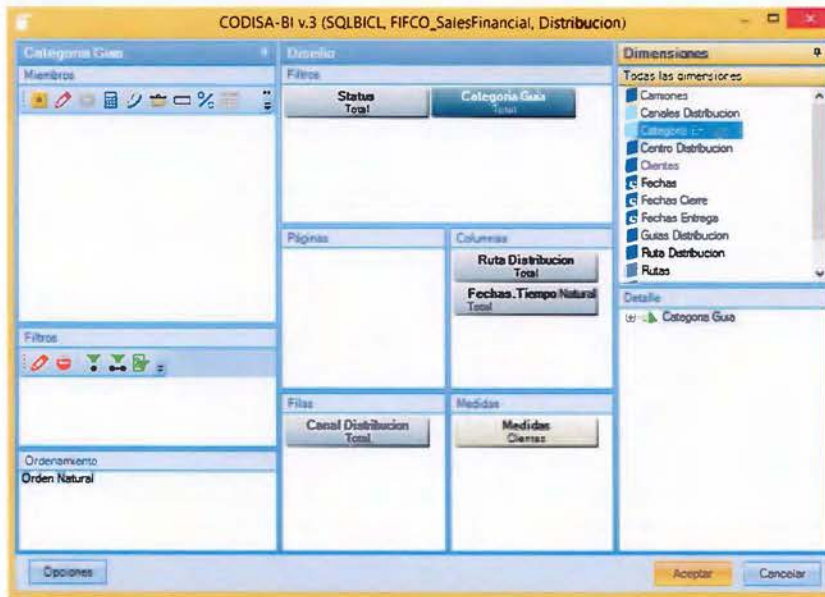 CODISA-BI v.3 (SQLBICL, FIFCO_SalesFinancial, Distribucion)
Categoria Guia
Miembros
Filtros
Ordenamiento
Orden Natural
Diseño
Filtros
Status
Total
Categoria Guia
Total
Páginas
Columnas
Ruta Distribucion
Total
Fechas.Tiempo Natural
Total
Filas
Canal Distribucion
Total
Medidas
Medidas
Clientes
Dimensiones
Todas las dimensiones
Camiones
Canales Distribucion
Categoria
Centro Distribucion
Clientes
Fechas
Fechas Cierre
Fechas Entrega
Guias Distribucion
Ruta Distribucion
Rutas
Detalle
Categoria Guia
Opciones
Aceptar
Cancelar